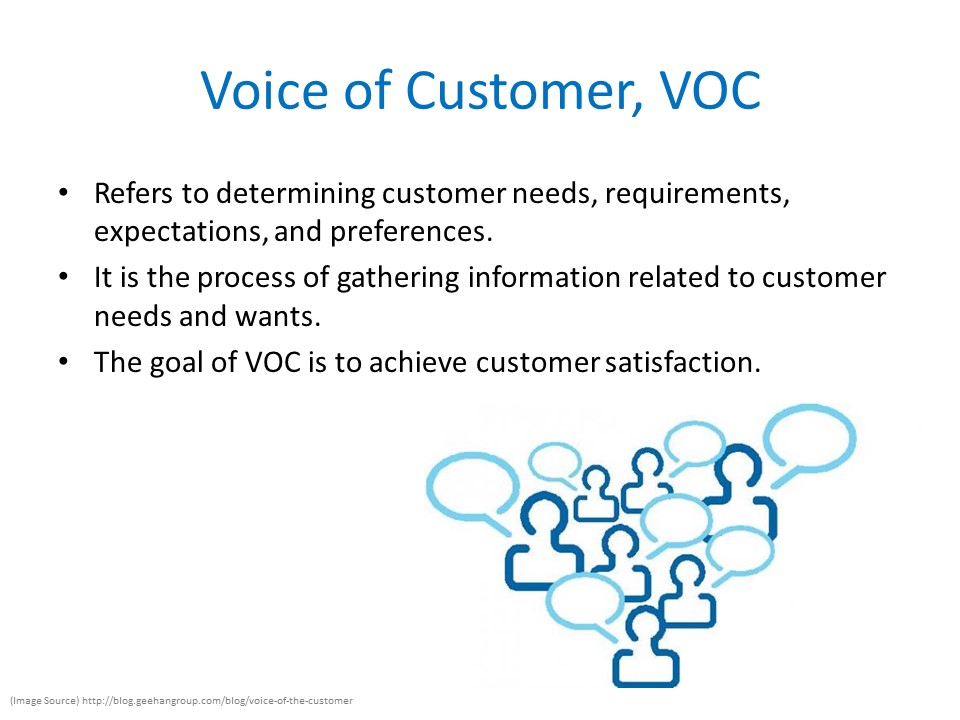 Voice of Customer, VOC
• Refers to determining customer needs, requirements,
expectations, and preferences.
• It is the process of gathering information related to customer
needs and wants.
• The goal of VOC is to achieve customer satisfaction.
(Image Source) http://blog.geehangroup.com/blog/voice-of-the-customer